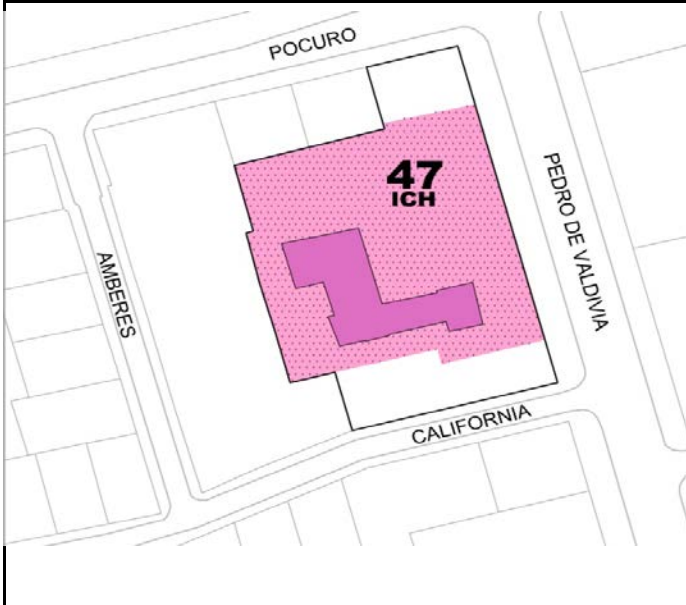 POCURO
47
ICH
PEDRO DE VALDIVIA
AMBERES
CALIFORNIA